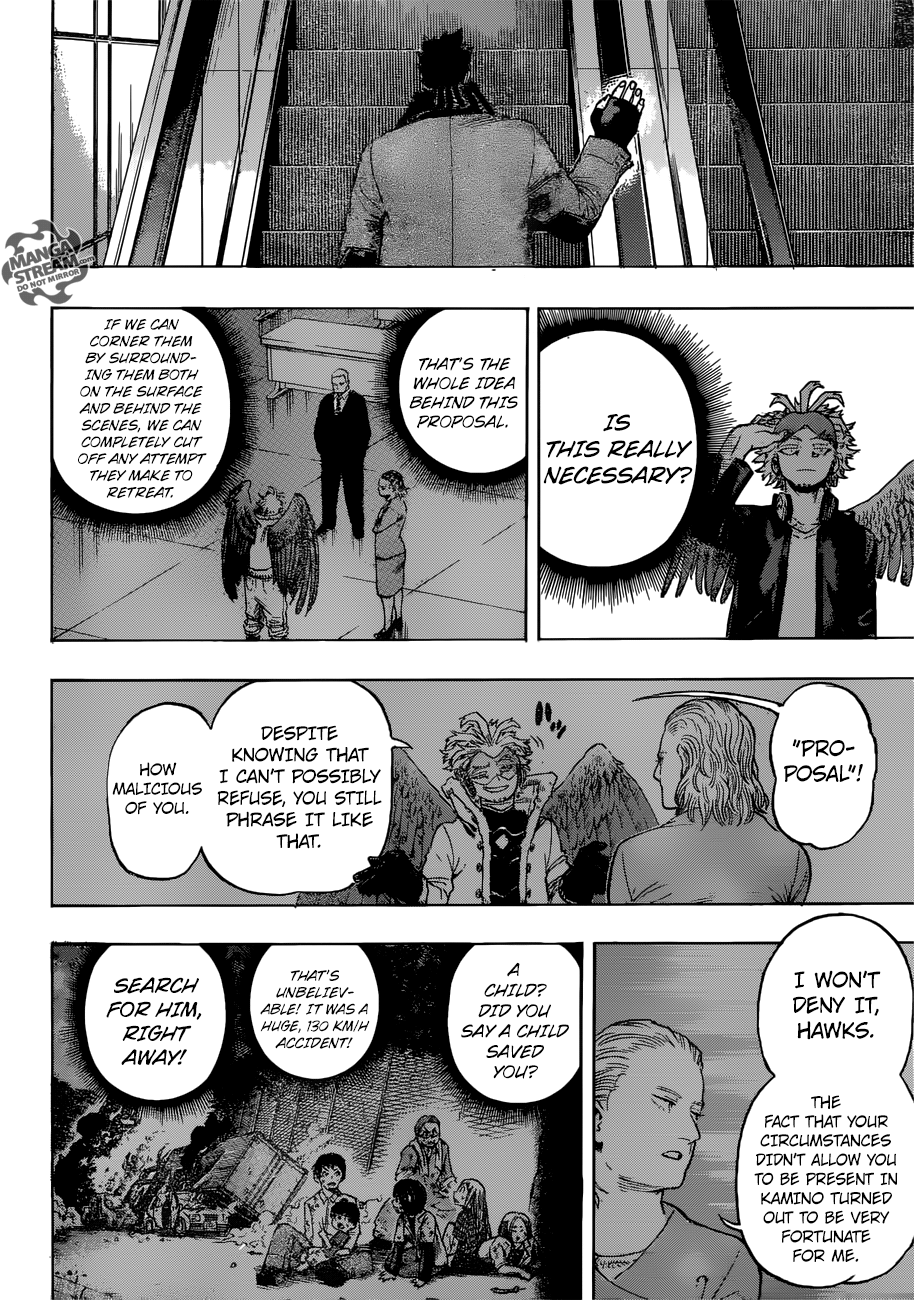 MANGA
STREAM.com
DO NOT MIRROR
IS
THIS REALLY
NECESSARY?
THAT'S THE
WHOLE IDEA
BEHIND THIS
PROPOSAL.
IF WE CAN
CORNER THEM
BY SURROUND-
ING THEM BOTH
ON THE SURFACE
AND BEHIND THE
SCENES, WE CAN
COMPLETELY CUT
OFF ANY ATTEMPT
THEY MAKE TO
RETREAT.
"PRO-
POSAL"!
DESPITE
KNOWING THAT
I CAN'T POSSIBLY
REFUSE, YOU STILL
PHRASE IT LIKE
THAT.
HOW
MALICIOUS
OF YOU.
I WON'T
DENY IT,
HAWKS.
THE
FACT THAT YOUR
CIRCUMSTANCES
DIDN'T ALLOW YOU
TO BE PRESENT IN
KAMINO TURNED
OUT TO BE VERY
FORTUNATE
FOR ME.
A
CHILD?
DID YOU
SAY A CHILD
SAVED
YOU?
THAT'S
UNBELIEV-
ABLE! IT WAS A
HUGE, 130 KM/H
ACCIDENT!
SEARCH
FOR HIM,
RIGHT
AWAY!